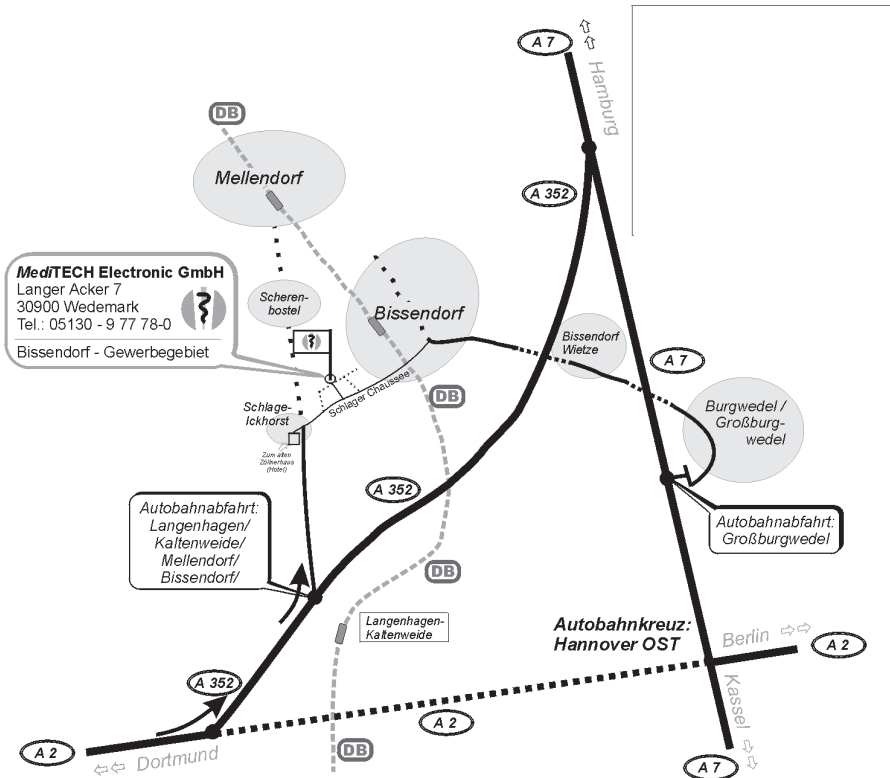 A 7
Hamburg
DB
Mellendorf
A 352
MediTECH Electronic GmbH
Langer Acker 7
30900 Wedemark
Tel.: 05130 - 9 77 78-0
Bissendorf - Gewerbegebiet
Scheren-
bostel
Bissendorf
Bissendorf
Wietze
A 7
Schlager Chaussee
DB
Schlage-
Ickhorst
Zum alten
Zöllnerhaus
(Hotel)
Burgwedel /
Großburg-
wedel
A 352
Autobahnabfahrt:
Langenhagen/
Kaltenweide/
Mellendorf/
Bissendorf/
Autobahnabfahrt:
Großburgwedel
DB
Langenhagen-
Kaltenweide
Autobahnkreuz:
Hannover OST
Berlin
A 2
A 352
Kassel
A 2
DB
A 2
Dortmund
A 7